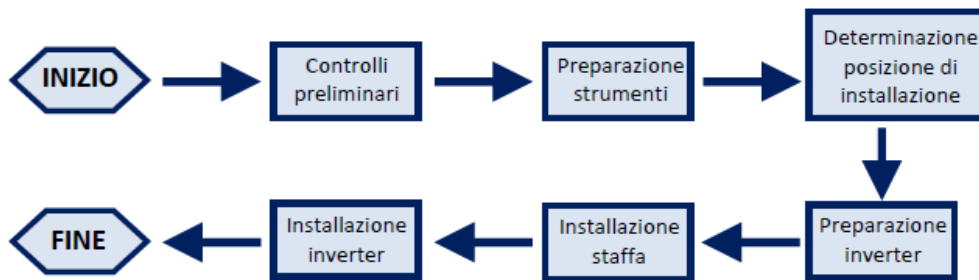 INIZIO
Controlli
preliminari
Preparazione
strumenti
Determinazione
posizione di
installazione
Preparazione
inverter
Installazione
staffa
Installazione
inverter
FINE